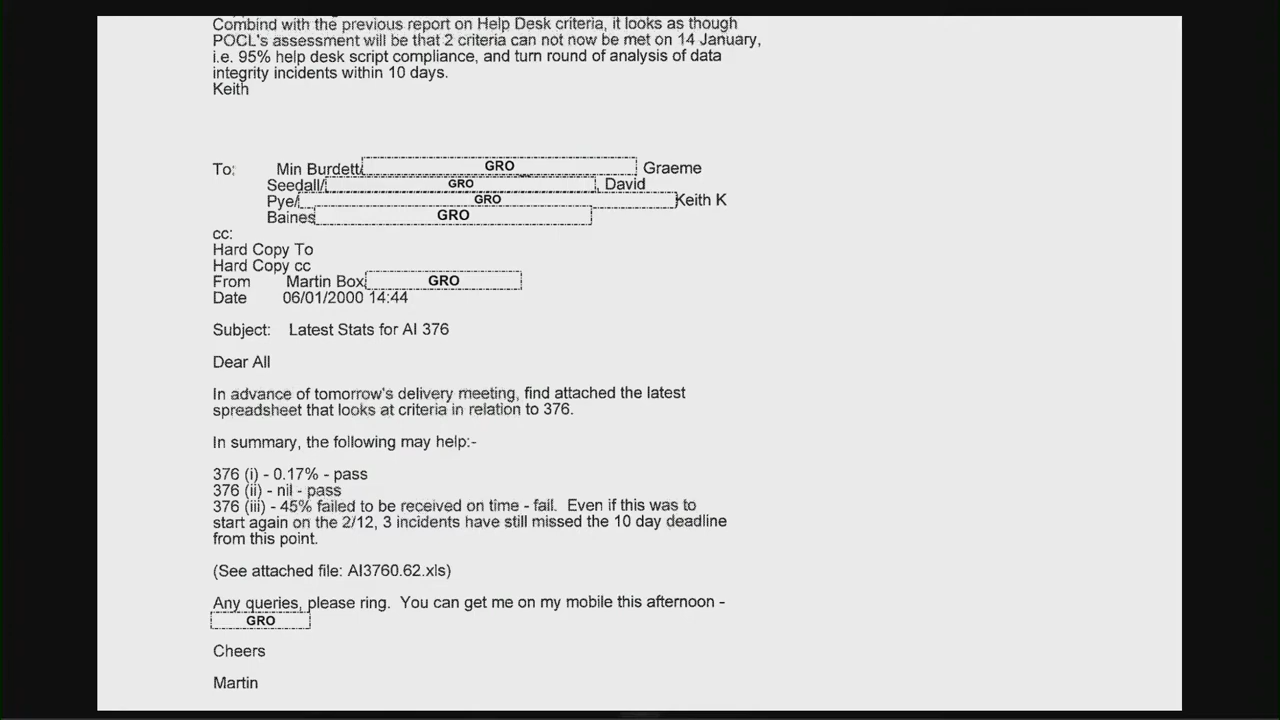 Combind with the previous report on Help Desk criteria, it looks as though
POCL's assessment will be that 2 criteria can not now be met on 14 January,
i.e. 95% help desk script compliance, and turn round of analysis of data
integrity incidents within 10 days.
Keith
To: Min Burdett/ GRO Graeme
Seedall/ GRO , David
Pye/ GRO Keith K
Baines GRO
cc:
Hard Copy To
Hard Copy cc
From Martin Box GRO
Date 06/01/2000 14:44
Subject: Latest Stats for AI 376
Dear All
In advance of tomorrow's delivery meeting, find attached the latest
spreadsheet that looks at criteria in relation to 376.
In summary, the following may help:-
376 (i) - 0.17% - pass
376 (ii) - nil - pass
376 (iii) - 45% failed to be received on time - fail. Even if this was to
start again on the 2/12, 3 incidents have still missed the 10 day deadline
from this point.
(See attached file: AI3760.62.xls)
Any queries, please ring. You can get me on my mobile this afternoon -
GRO
Cheers
Martin